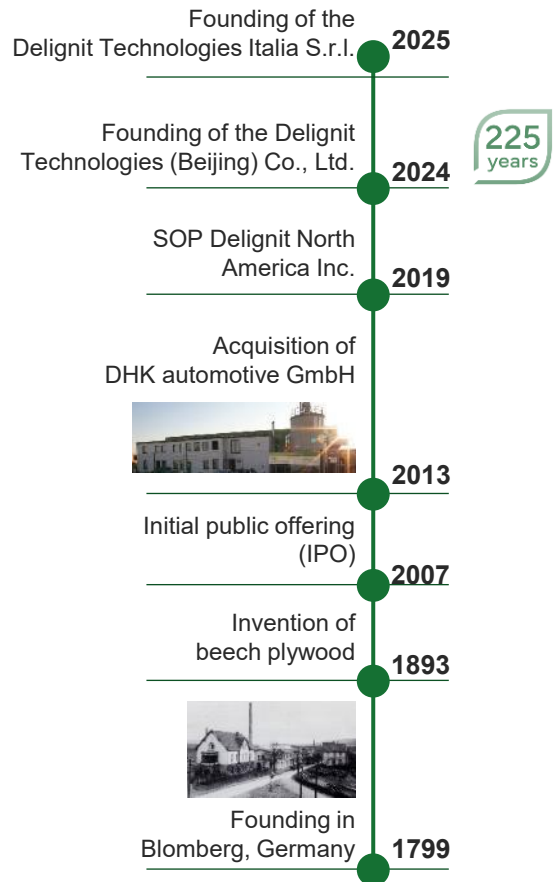 Founding of the
Delignit Technologies Italia S.r.l.
2025
225
years
Founding of the Delignit
Technologies (Beijing) Co., Ltd.
2024
SOP Delignit North
America Inc.
2019
Acquisition of
DHK automotive GmbH
2013
Initial public offering
(IPO)
2007
Invention of
beech plywood
1893
Founding in
Blomberg, Germany
1799